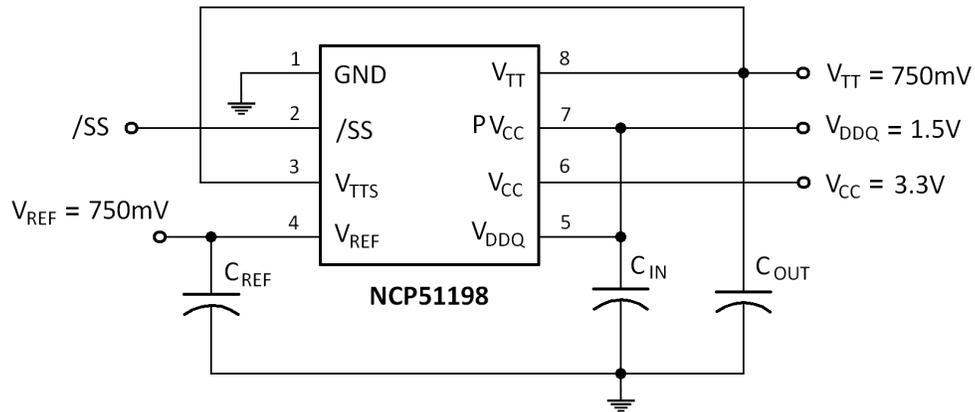 1 GND
VTT 8
VTT = 750mV
/SS
2 /SS
PVCC 7
VDDQ = 1.5V
3 VTTS
VCC 6
VCC = 3.3V
VREF = 750mV
4 VREF
VDDQ 5
CREF
CIN
COUT
NCP51198